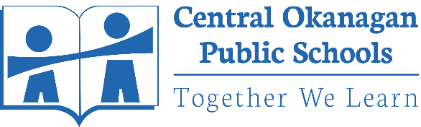 Central Okanagan
Public Schools
Together We Learn